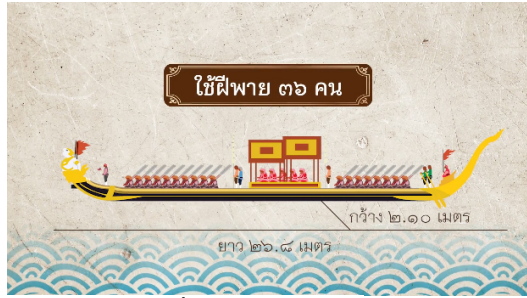 ใช้ฝีพาย ๓๖ คน
กว้าง ๒.๑๐ เมตร
ยาว ๒๖.๘ เมตร